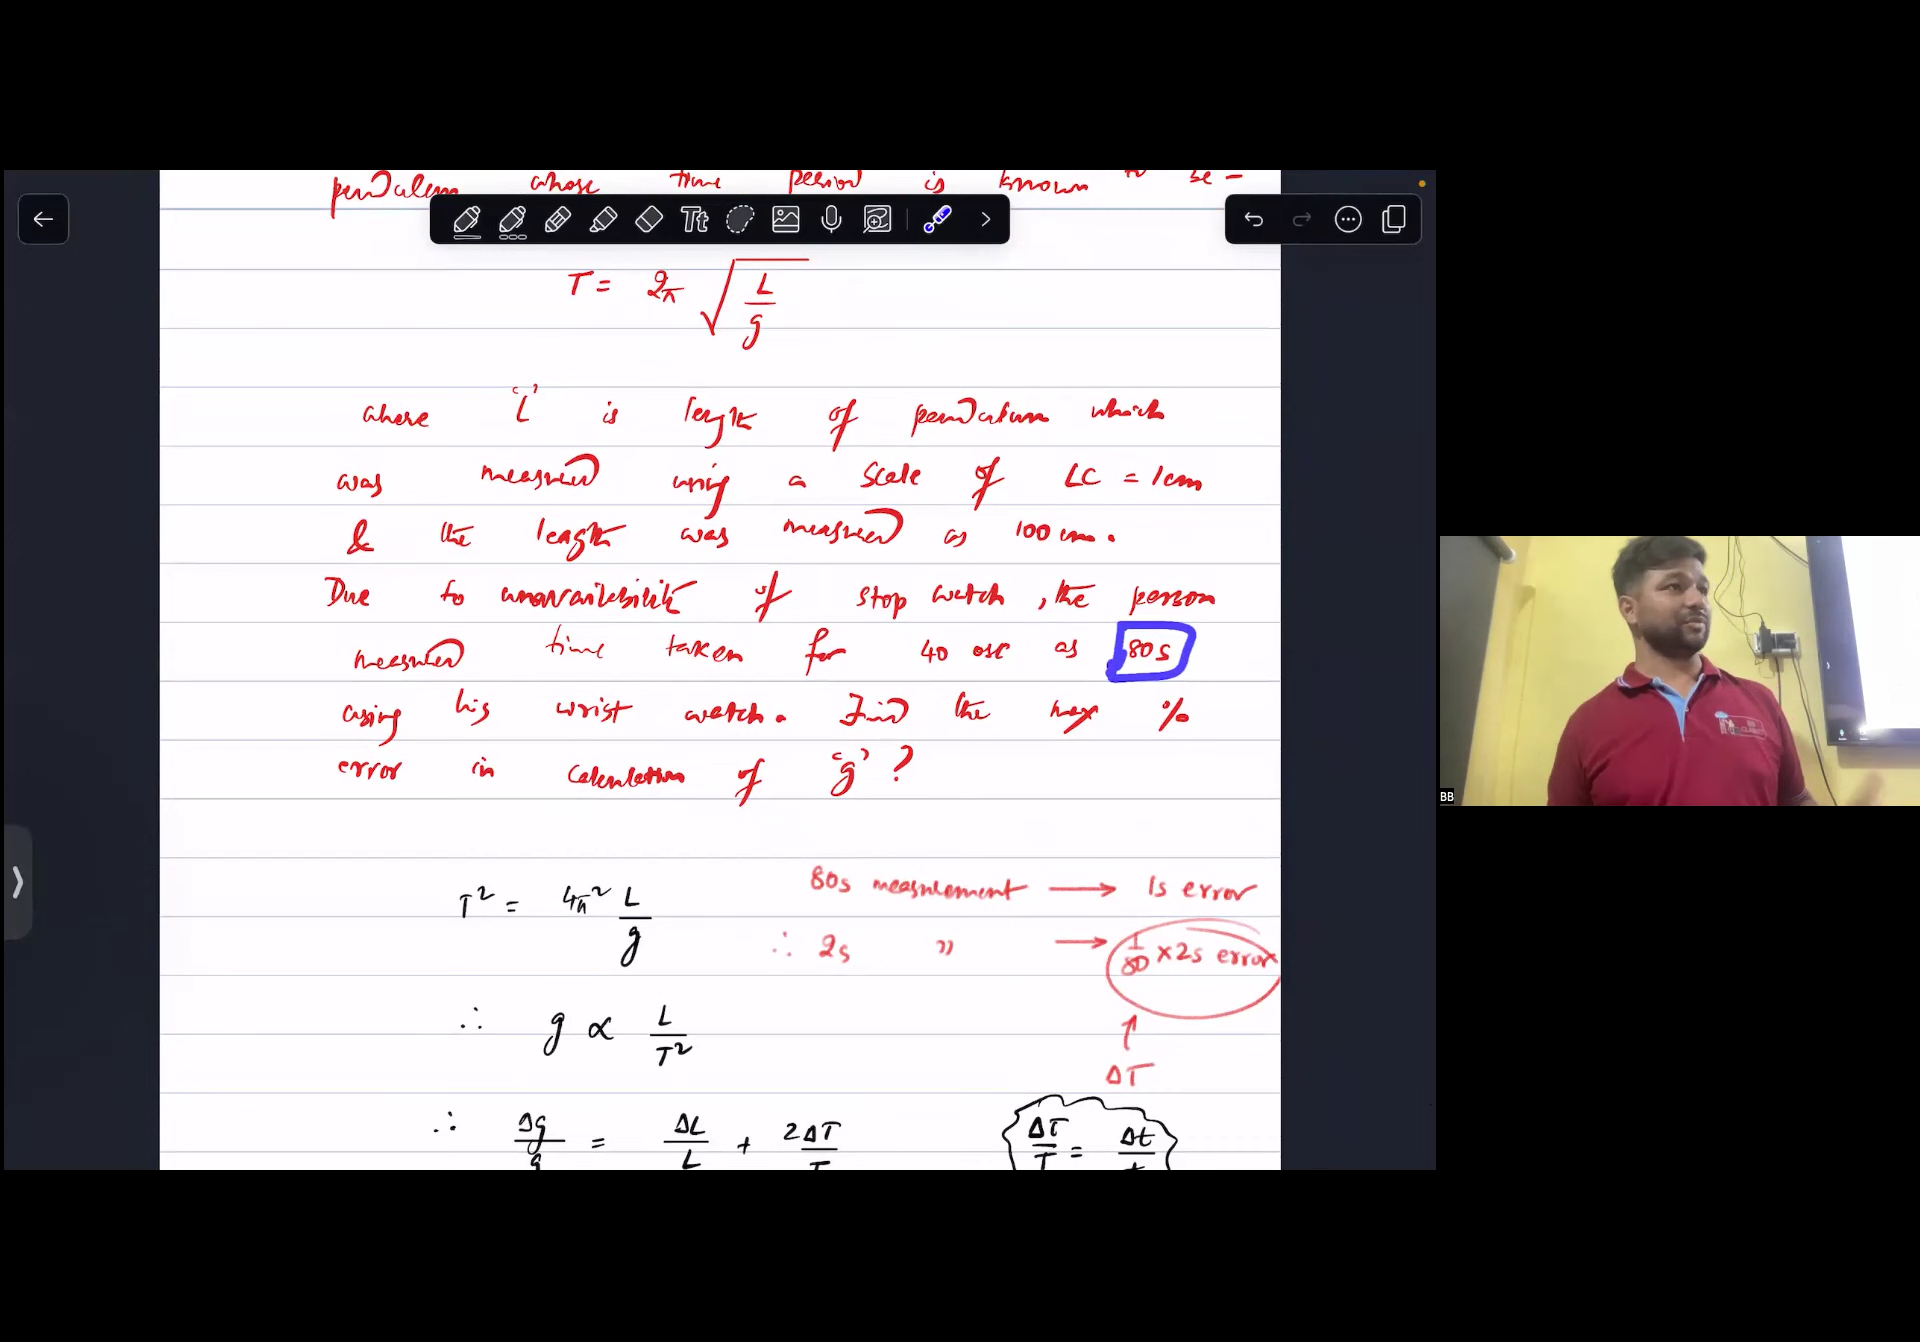 pendulum whose time period is known to be -
T = 2π √(L/g)
where 'L' is length of pendulum which
was measured using a scale of LC = 1cm
& the length was measured as 100 cm.
Due to unavailibility of stop watch, the person
measured time taken for 40 osc as 80s
using his wrist watch. Find the max %
error in calculation of 'g' ?
T² = 4π² L/g
80s measurement → 1s error
∴ 2s " → 1/80 × 2s error
∴ g ∝ L/T²
↑
ΔT
∴ Δg/g = ΔL/L + 2ΔT/T
ΔT/T = Δt/t
Tt
BB